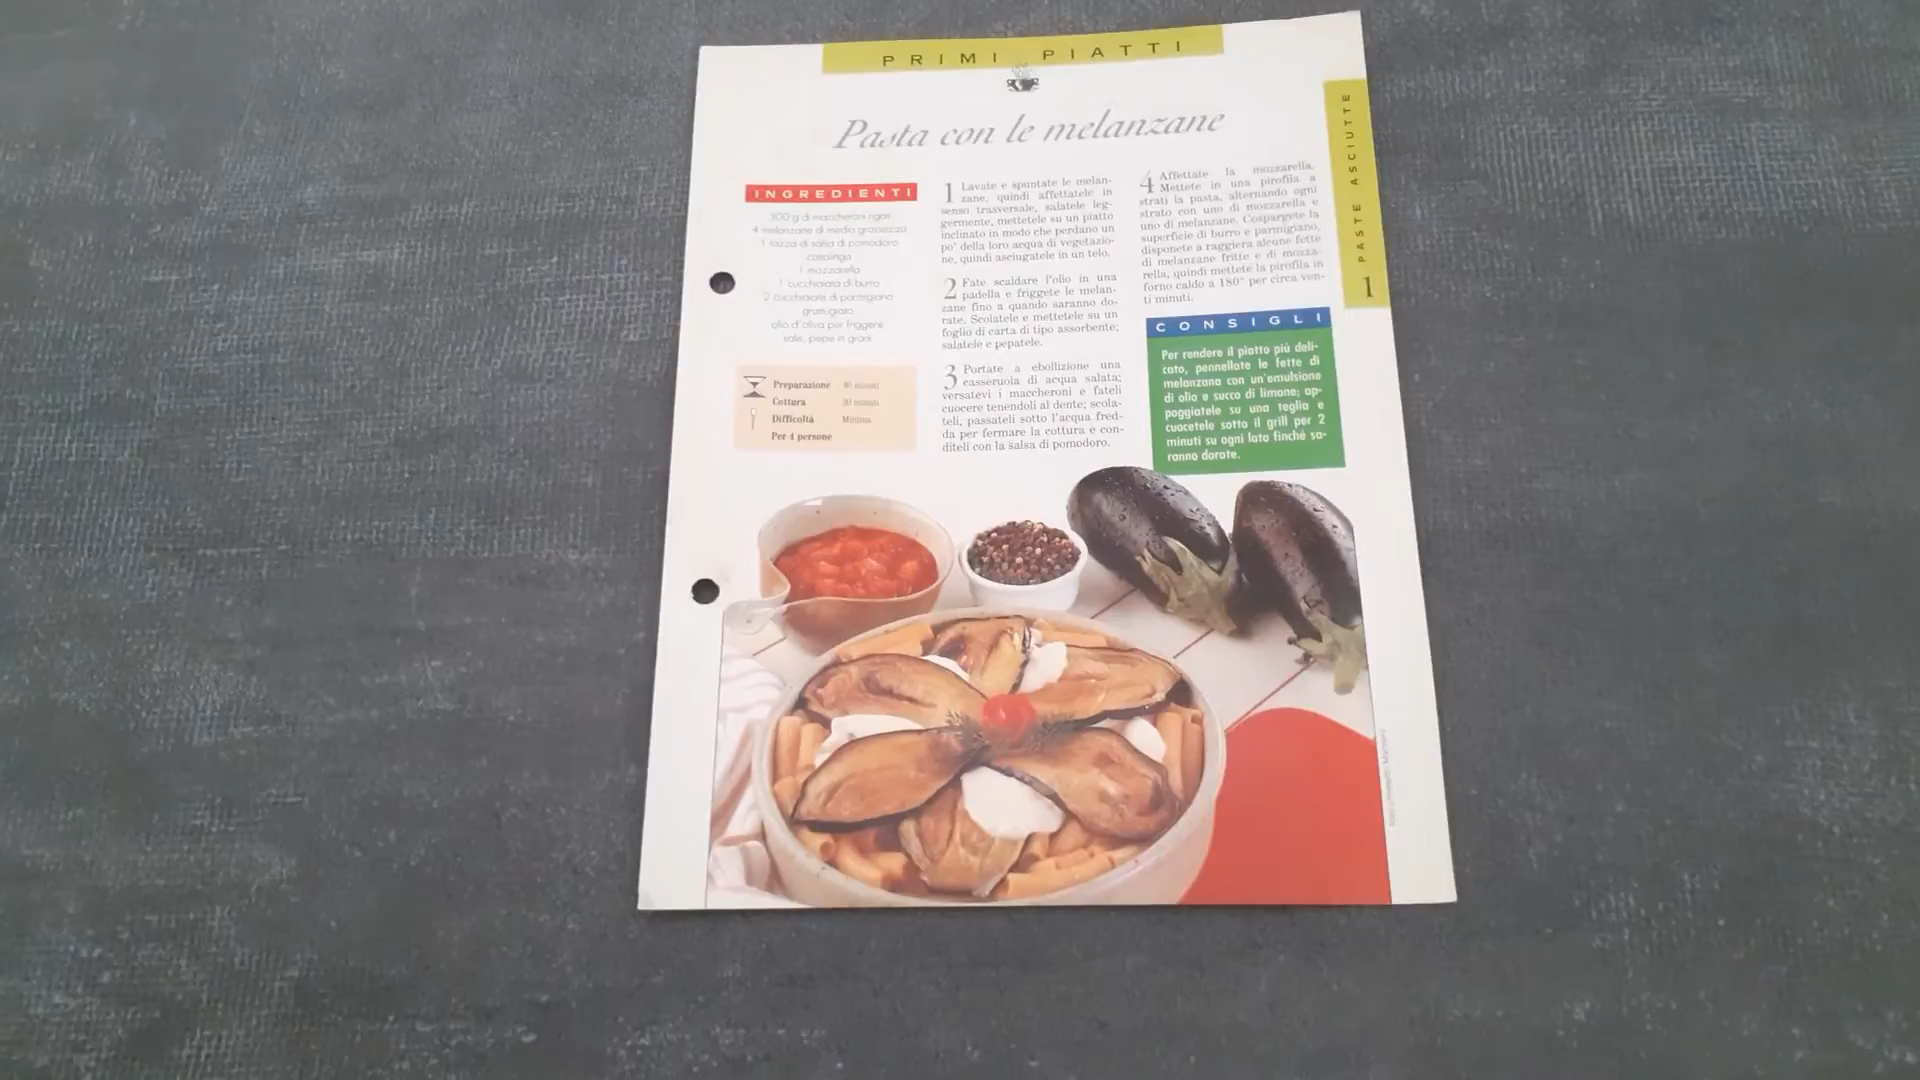 PRIMI PIATTI
Pasta con le melanzane
PASTE ASCIUTTE
1
INGREDIENTI
300 g di maccheroni rigati
4 melanzane di media grossezza
1 tazza di salsa di pomodoro
casalinga
1 mozzarella
1 cucchiaiata di burro
2 cucchiaiate di parmigiano
grattugiato
olio d'oliva per friggere
sale, pepe in grani
Preparazione 40 minuti
Cottura minuti
Difficoltà Minima
Per 4 persone
1 Lavate e spuntate le melan-
zane, quindi affettatele in
senso trasversale, salatele leg-
germente, mettetele su un piatto
inclinato in modo che perdano un
po' della loro acqua di vegetazio-
ne, quindi asciugatele in un telo.
2 Fate scaldare l'olio in una
padella e friggete le melan-
zane fino a quando saranno do-
rate. Scolatele e mettetele su un
foglio di carta di tipo assorbente;
salatele e pepatele.
3 Portate a ebollizione una
casseruola di acqua salata;
versatevi i maccheroni e fateli
cuocere tenendoli al dente; scola-
teli, passateli sotto l'acqua fred-
da per fermare la cottura e con-
diteli con la salsa di pomodoro.
4 Affettate la mozzarella.
Mettete in una pirofila a
strati la pasta, alternando ogni
strato con uno di mozzarella e
uno di melanzane. Cospargete la
superficie di burro e parmigiano,
disponete a raggiera alcune fette
di melanzane fritte e di mozza-
rella, quindi mettete la pirofila in
forno caldo a 180° per circa ven-
ti minuti.
CONSIGLI
Per rendere il piatto più deli-
cato, pennellate le fette di
melanzana con un'emulsione
di olio e succo di limone; ap-
poggiatele su una teglia e
cuocetele sotto il grill per 2
minuti su ogni lato finché sa-
ranno dorate.